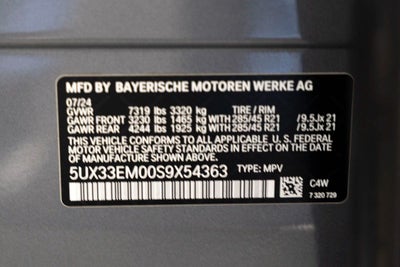 MFD BY BAYERISCHE MOTOREN WERKE AG
07/24
GVWR 7319 lbs 3320 kg TIRE / RIM
GAWR FRONT 3230 lbs 1465 kg WITH 285/45 R21 /9.5Jx 21
GAWR REAR 4244 lbs 1925 kg WITH 285/45 R21 /9.5Jx 21
THIS VEHICLE CONFORMS TO ALL APPLICABLE U.S. FEDERAL
MOTOR VEHICLE SAFETY STANDARDS IN EFFECT ON THE DATE
OF MANUFACTURE SHOWN ABOVE.
5UX33EM00S9X54363 TYPE: MPV
C4W
7 320 729